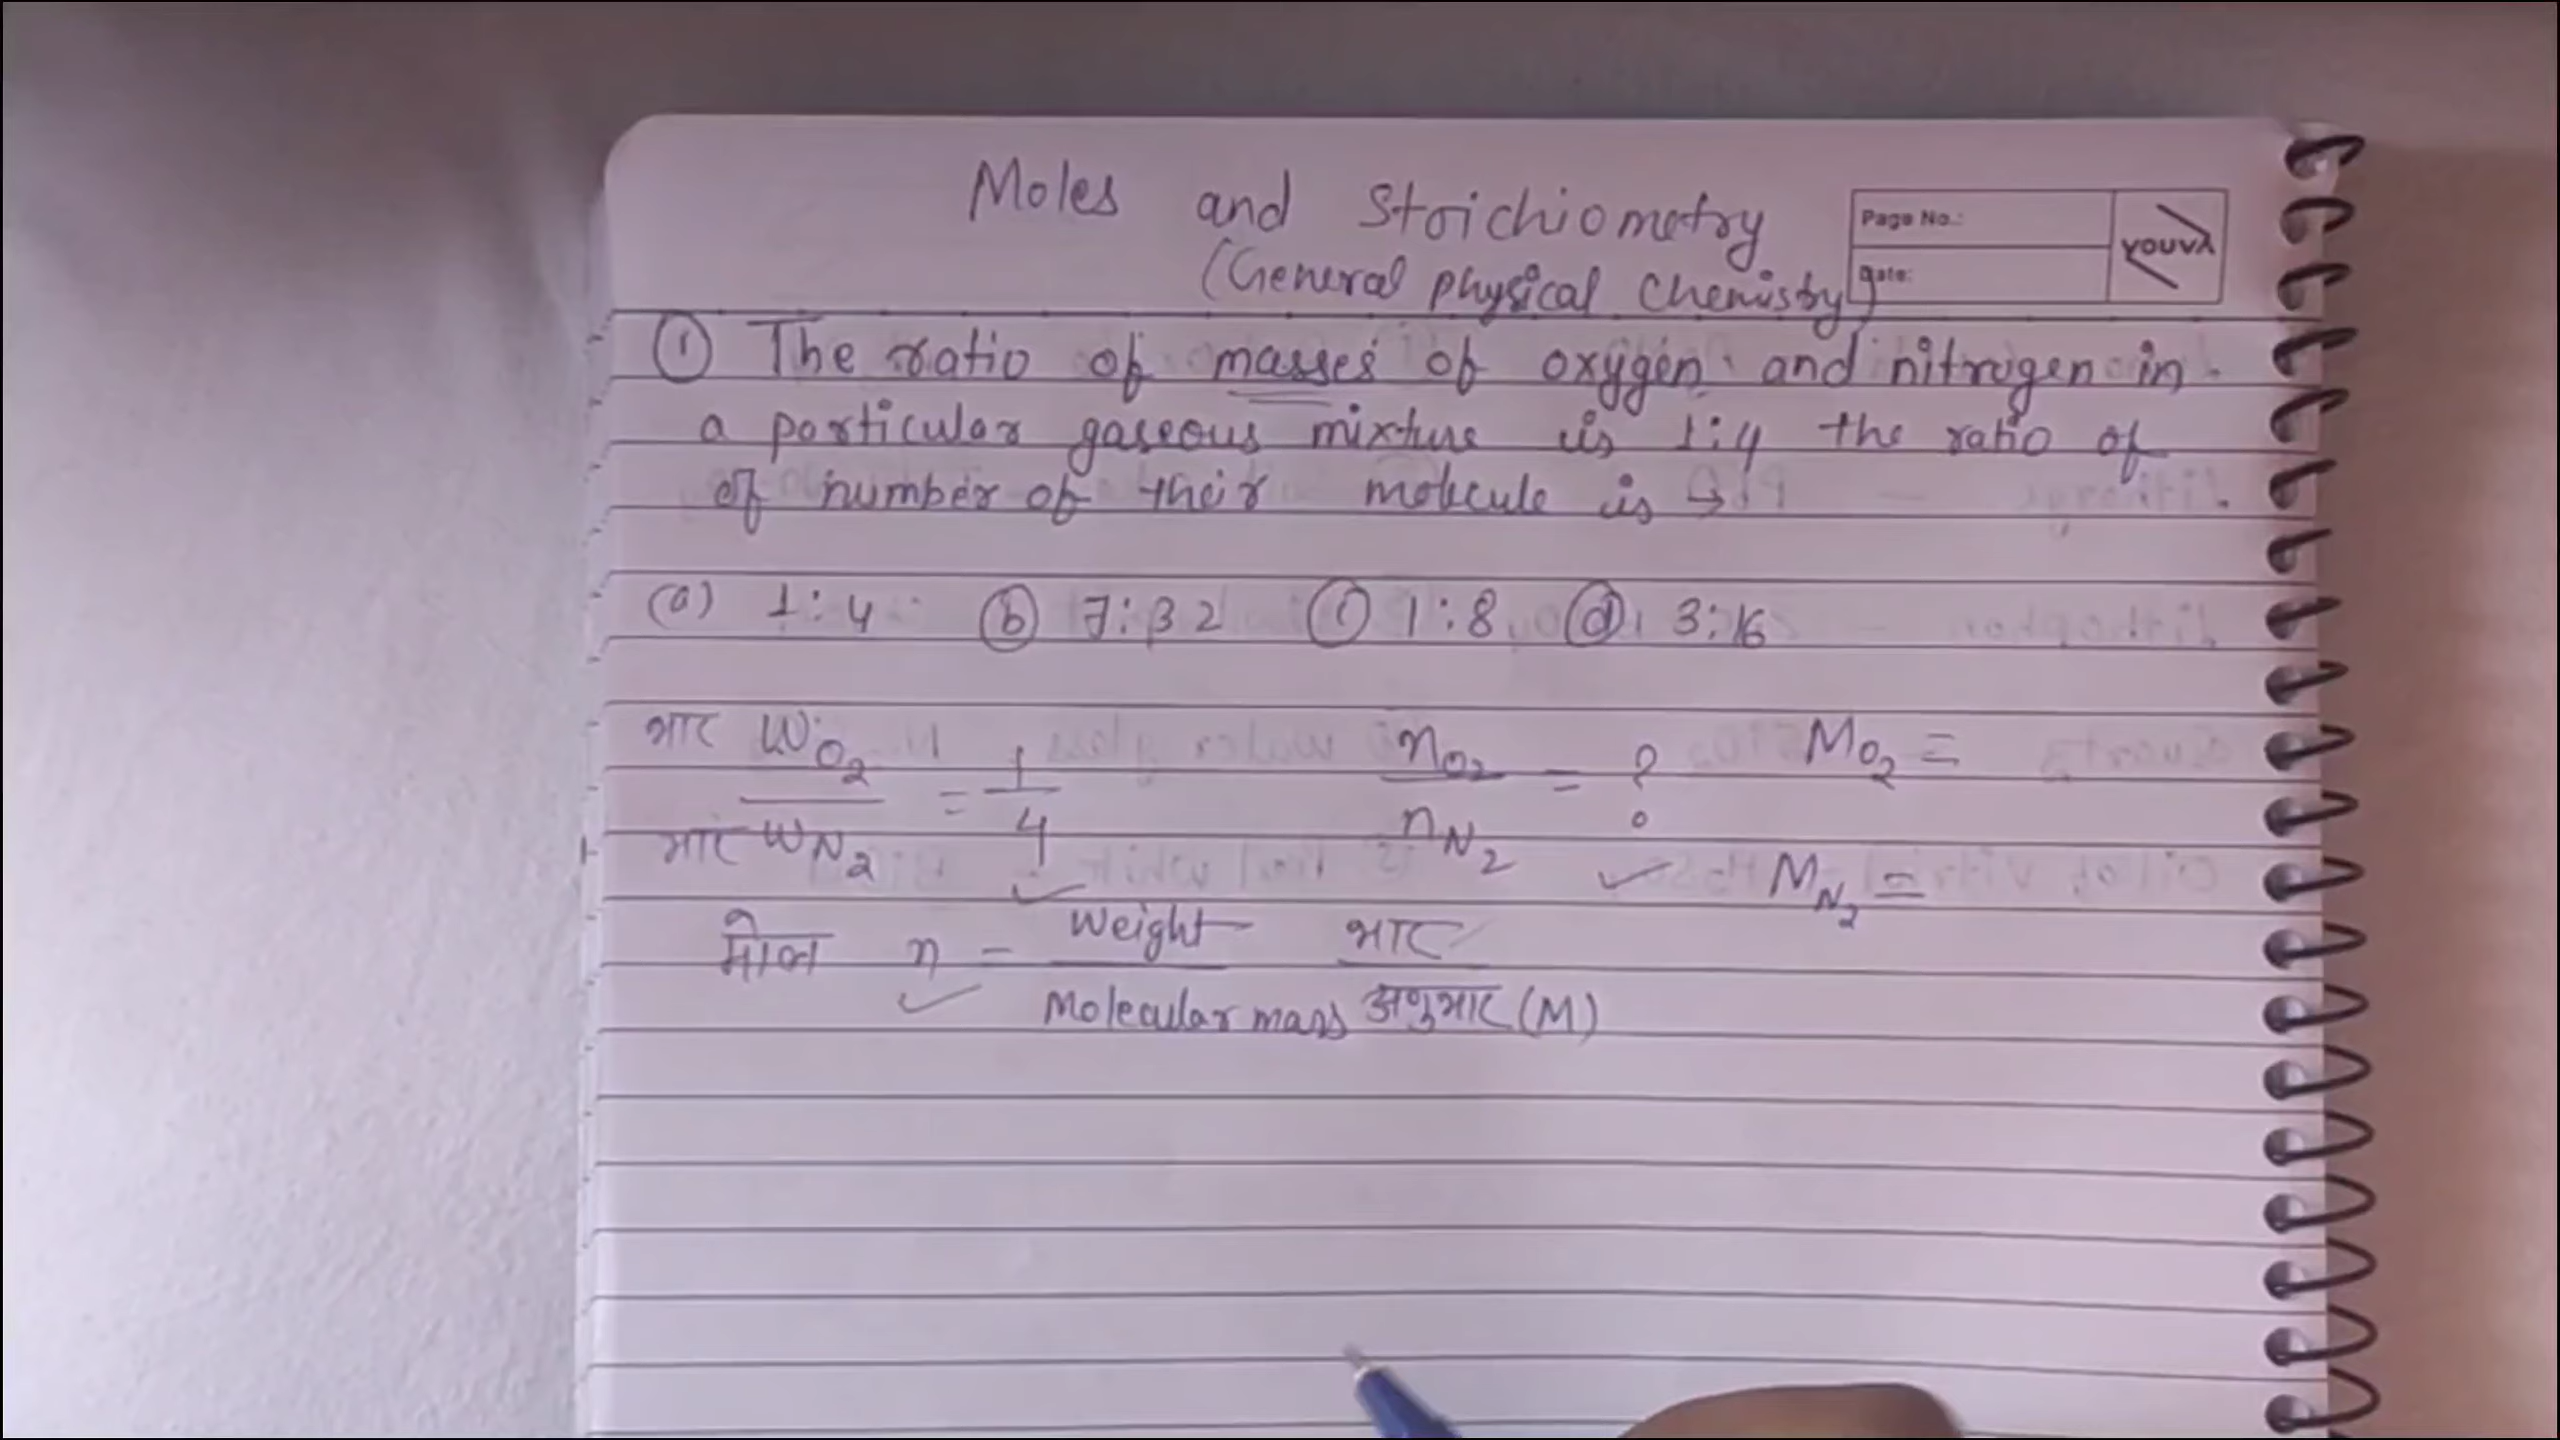 Moles and Stoichiometry
(General physical Chemistry)
Page No.:
Date:
YOUVA
① The ratio of masses of oxygen and nitrogen in
a particular gaseous mixture is 1:4 the ratio of
of number of their molecule is →
(a) 1:4 ⓑ 7:32 ⓒ 1:8 ⓓ 3:16
भार WO2 / भार WN2 = 1/4 nO2 / nN2 = ? MO2 =
✓ ✓ MN2 =
मोल n = Weight / Molecular mass भार / अणुभार (M)
✓